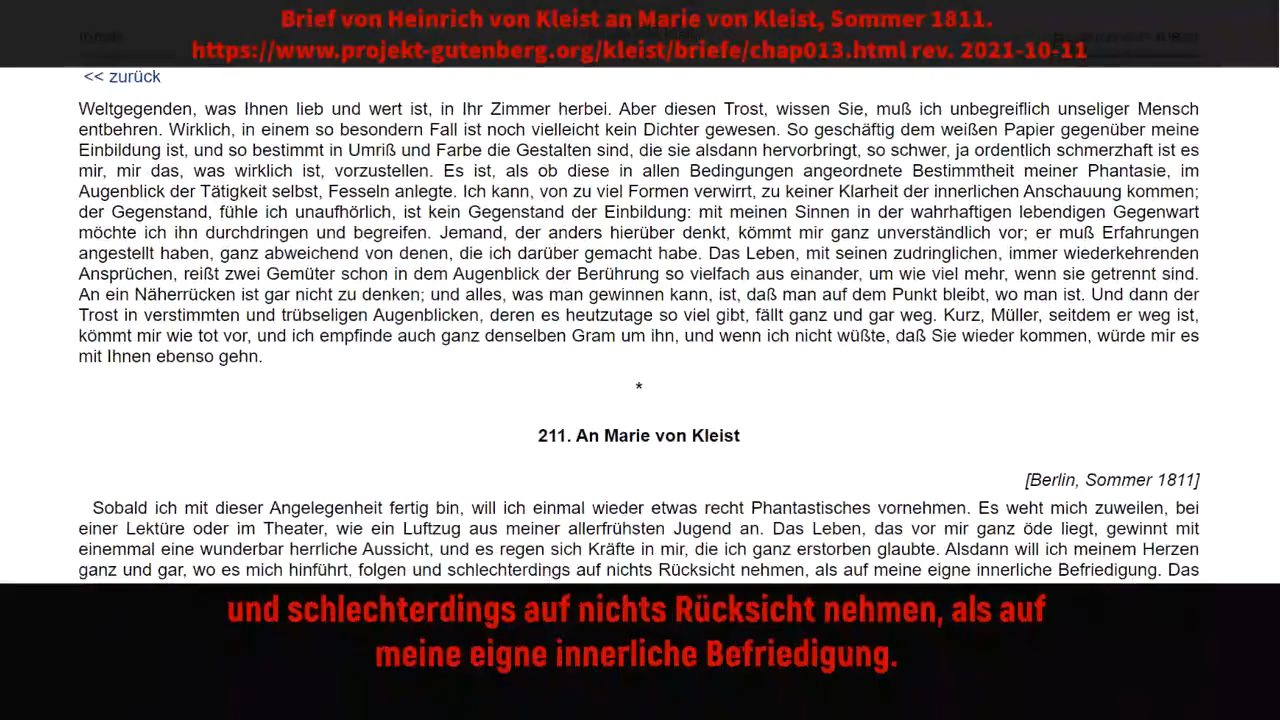 Brief von Heinrich von Kleist an Marie von Kleist, Sommer 1811.
https://www.projekt-gutenberg.org/kleist/briefe/chap013.html rev. 2021-10-11
<< zurück
Weltgegenden, was Ihnen lieb und wert ist, in Ihr Zimmer herbei. Aber diesen Trost, wissen Sie, muß ich unbegreiflich unseliger Mensch
entbehren. Wirklich, in einem so besondern Fall ist noch vielleicht kein Dichter gewesen. So geschäftig dem weißen Papier gegenüber meine
Einbildung ist, und so bestimmt in Umriß und Farbe die Gestalten sind, die sie alsdann hervorbringt, so schwer, ja ordentlich schmerzhaft ist es
mir, mir das, was wirklich ist, vorzustellen. Es ist, als ob diese in allen Bedingungen angeordnete Bestimmtheit meiner Phantasie, im
Augenblick der Tätigkeit selbst, Fesseln anlegte. Ich kann, von zu viel Formen verwirrt, zu keiner Klarheit der innerlichen Anschauung kommen;
der Gegenstand, fühle ich unaufhörlich, ist kein Gegenstand der Einbildung: mit meinen Sinnen in der wahrhaftigen lebendigen Gegenwart
möchte ich ihn durchdringen und begreifen. Jemand, der anders hierüber denkt, kömmt mir ganz unverständlich vor; er muß Erfahrungen
angestellt haben, ganz abweichend von denen, die ich darüber gemacht habe. Das Leben, mit seinen zudringlichen, immer wiederkehrenden
Ansprüchen, reißt zwei Gemüter schon in dem Augenblick der Berührung so vielfach aus einander, um wie viel mehr, wenn sie getrennt sind.
An ein Näherrücken ist gar nicht zu denken; und alles, was man gewinnen kann, ist, daß man auf dem Punkt bleibt, wo man ist. Und dann der
Trost in verstimmten und trübseligen Augenblicken, deren es heutzutage so viel gibt, fällt ganz und gar weg. Kurz, Müller, seitdem er weg ist,
kömmt mir wie tot vor, und ich empfinde auch ganz denselben Gram um ihn, und wenn ich nicht wüßte, daß Sie wieder kommen, würde mir es
mit Ihnen ebenso gehn.
*
211. An Marie von Kleist
[Berlin, Sommer 1811]
Sobald ich mit dieser Angelegenheit fertig bin, will ich einmal wieder etwas recht Phantastisches vornehmen. Es weht mich zuweilen, bei
einer Lektüre oder im Theater, wie ein Luftzug aus meiner allerfrühsten Jugend an. Das Leben, das vor mir ganz öde liegt, gewinnt mit
einemmal eine wunderbar herrliche Aussicht, und es regen sich Kräfte in mir, die ich ganz erstorben glaubte. Alsdann will ich meinem Herzen
ganz und gar, wo es mich hinführt, folgen und schlechterdings auf nichts Rücksicht nehmen, als auf meine eigne innerliche Befriedigung. Das
und schlechterdings auf nichts Rücksicht nehmen, als auf
meine eigne innerliche Befriedigung.